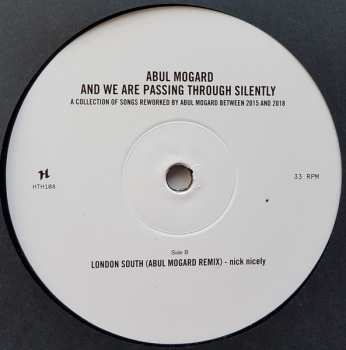 ABUL MOGARD
AND WE ARE PASSING THROUGH SILENTLY
A COLLECTION OF SONGS REWORKED BY ABUL MOGARD BETWEEN 2015 AND 2018
H
HTH108
33 RPM
Side B
LONDON SOUTH (ABUL MOGARD REMIX) - nick nicely